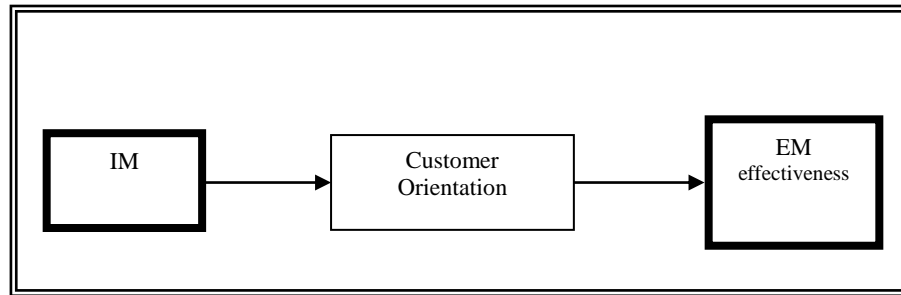 IM
Customer
Orientation
EM
effectiveness